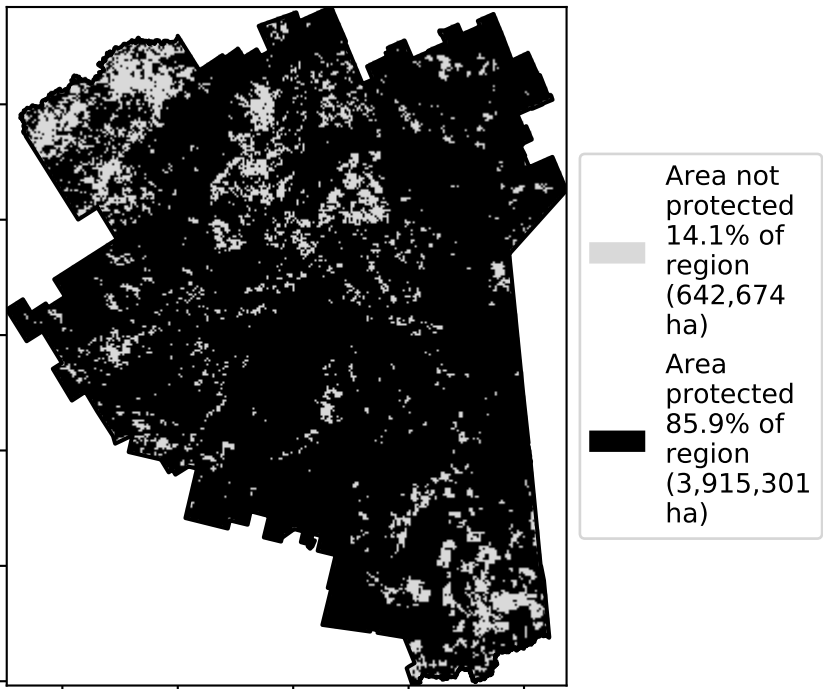 Area not
protected
14.1% of
region
(642,674
ha)
Area
protected
85.9% of
region
(3,915,301
ha)